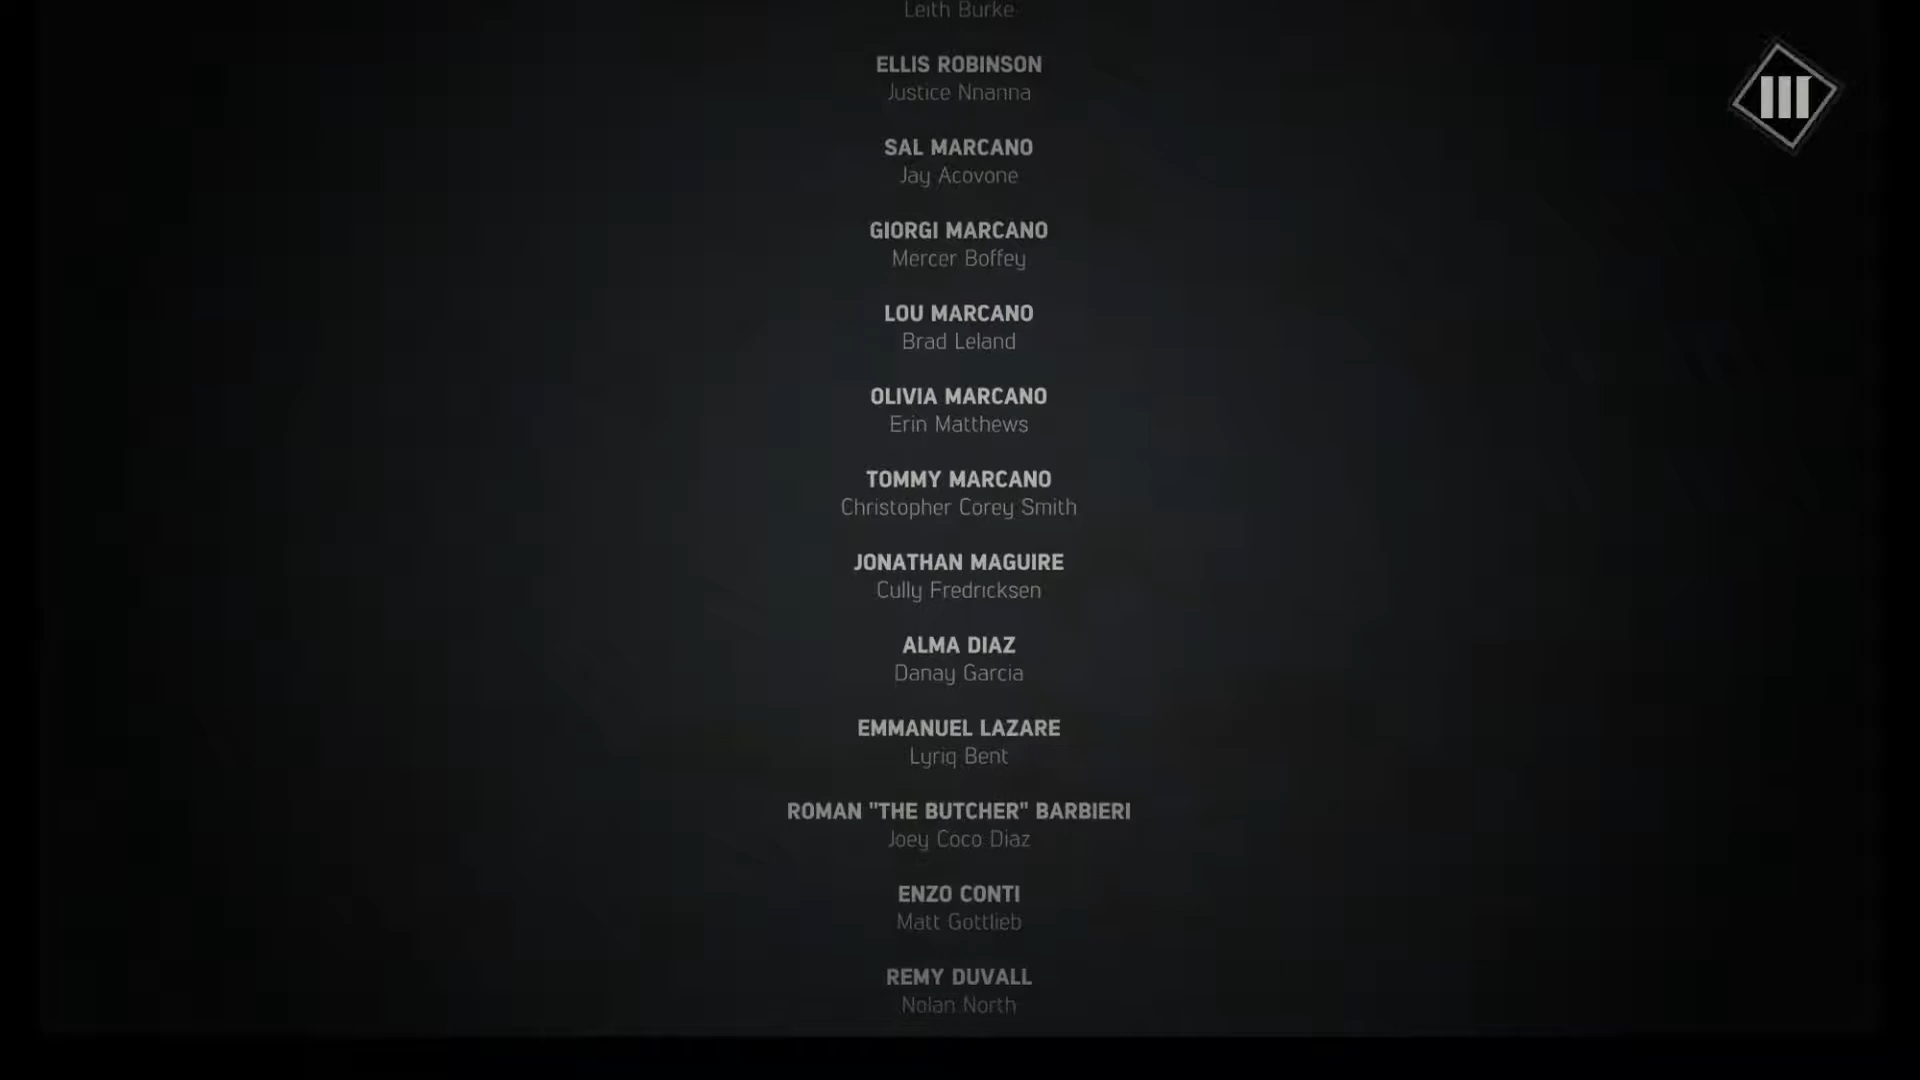 Leith Burke
ELLIS ROBINSON
Justice Nnanna
SAL MARCANO
Jay Acovone
GIORGI MARCANO
Mercer Boffey
LOU MARCANO
Brad Leland
OLIVIA MARCANO
Erin Matthews
TOMMY MARCANO
Christopher Corey Smith
JONATHAN MAGUIRE
Cully Fredricksen
ALMA DIAZ
Danay Garcia
EMMANUEL LAZARE
Lyriq Bent
ROMAN "THE BUTCHER" BARBIERI
Joey Coco Diaz
ENZO CONTI
Matt Gottlieb
REMY DUVALL
Nolan North
III